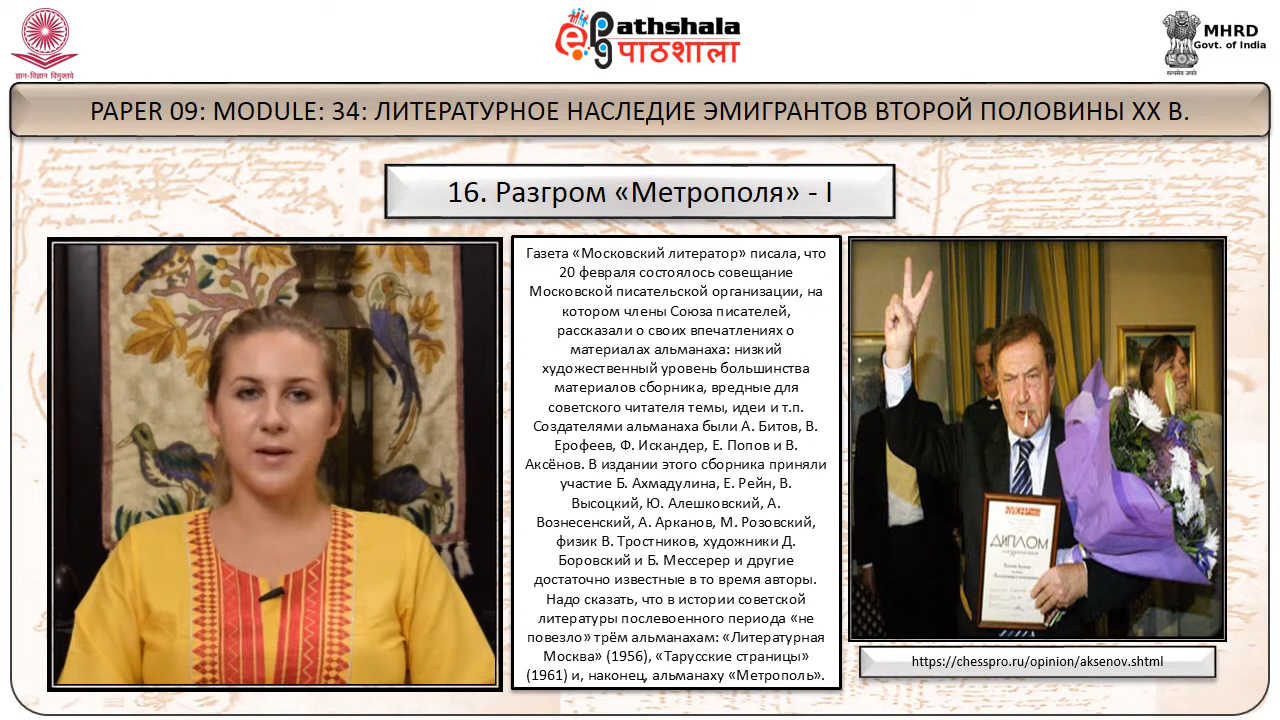 ज्ञान-विज्ञान विमुक्तये
ePathshala
पाठशाला
MHRD
Govt. of India
सत्यमेव जयते
PAPER 09: MODULE: 34: ЛИТЕРАТУРНОЕ НАСЛЕДИЕ ЭМИГРАНТОВ ВТОРОЙ ПОЛОВИНЫ XX В.
16. Разгром «Метрополя» - I
Газета «Московский литератор» писала, что
20 февраля состоялось совещание
Московской писательской организации, на
котором члены Союза писателей,
рассказали о своих впечатлениях о
материалах альманаха: низкий
художественный уровень большинства
материалов сборника, вредные для
советского читателя темы, идеи и т.п.
Создателями альманаха были А. Битов, В.
Ерофеев, Ф. Искандер, Е. Попов и В.
Аксёнов. В издании этого сборника приняли
участие Б. Ахмадулина, Е. Рейн, В.
Высоцкий, Ю. Алешковский, А.
Вознесенский, А. Арканов, М. Розовский,
физик В. Тростников, художники Д.
Боровский и Б. Мессерер и другие
достаточно известные в то время авторы.
Надо сказать, что в истории советской
литературы послевоенного периода «не
повезло» трём альманахам: «Литературная
Москва» (1956), «Тарусские страницы»
(1961) и, наконец, альманаху «Метрополь».
ДИПЛОМ
https://chesspro.ru/opinion/aksenov.shtml